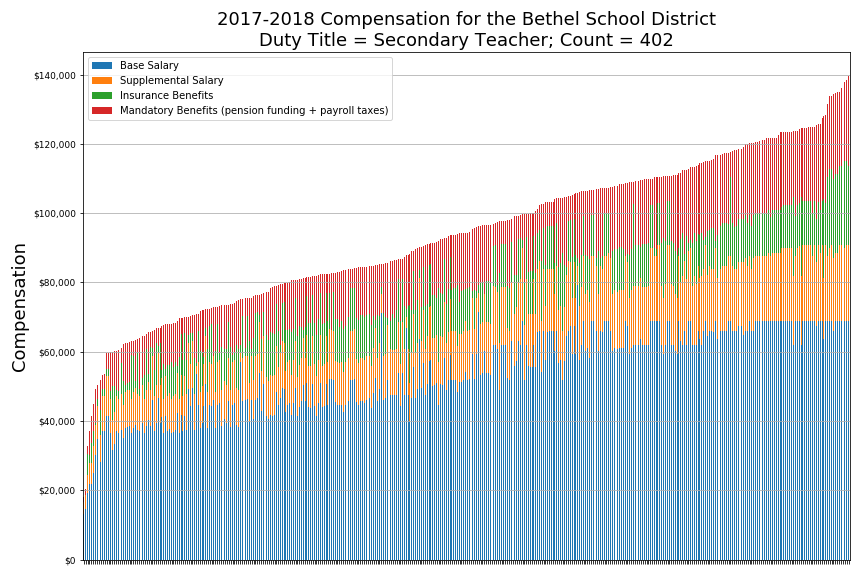 2017-2018 Compensation for the Bethel School District
Duty Title = Secondary Teacher; Count = 402
Base Salary
Supplemental Salary
Insurance Benefits
Mandatory Benefits (pension funding + payroll taxes)
$140,000
$120,000
$100,000
$80,000
$60,000
$40,000
$20,000
$0
Compensation